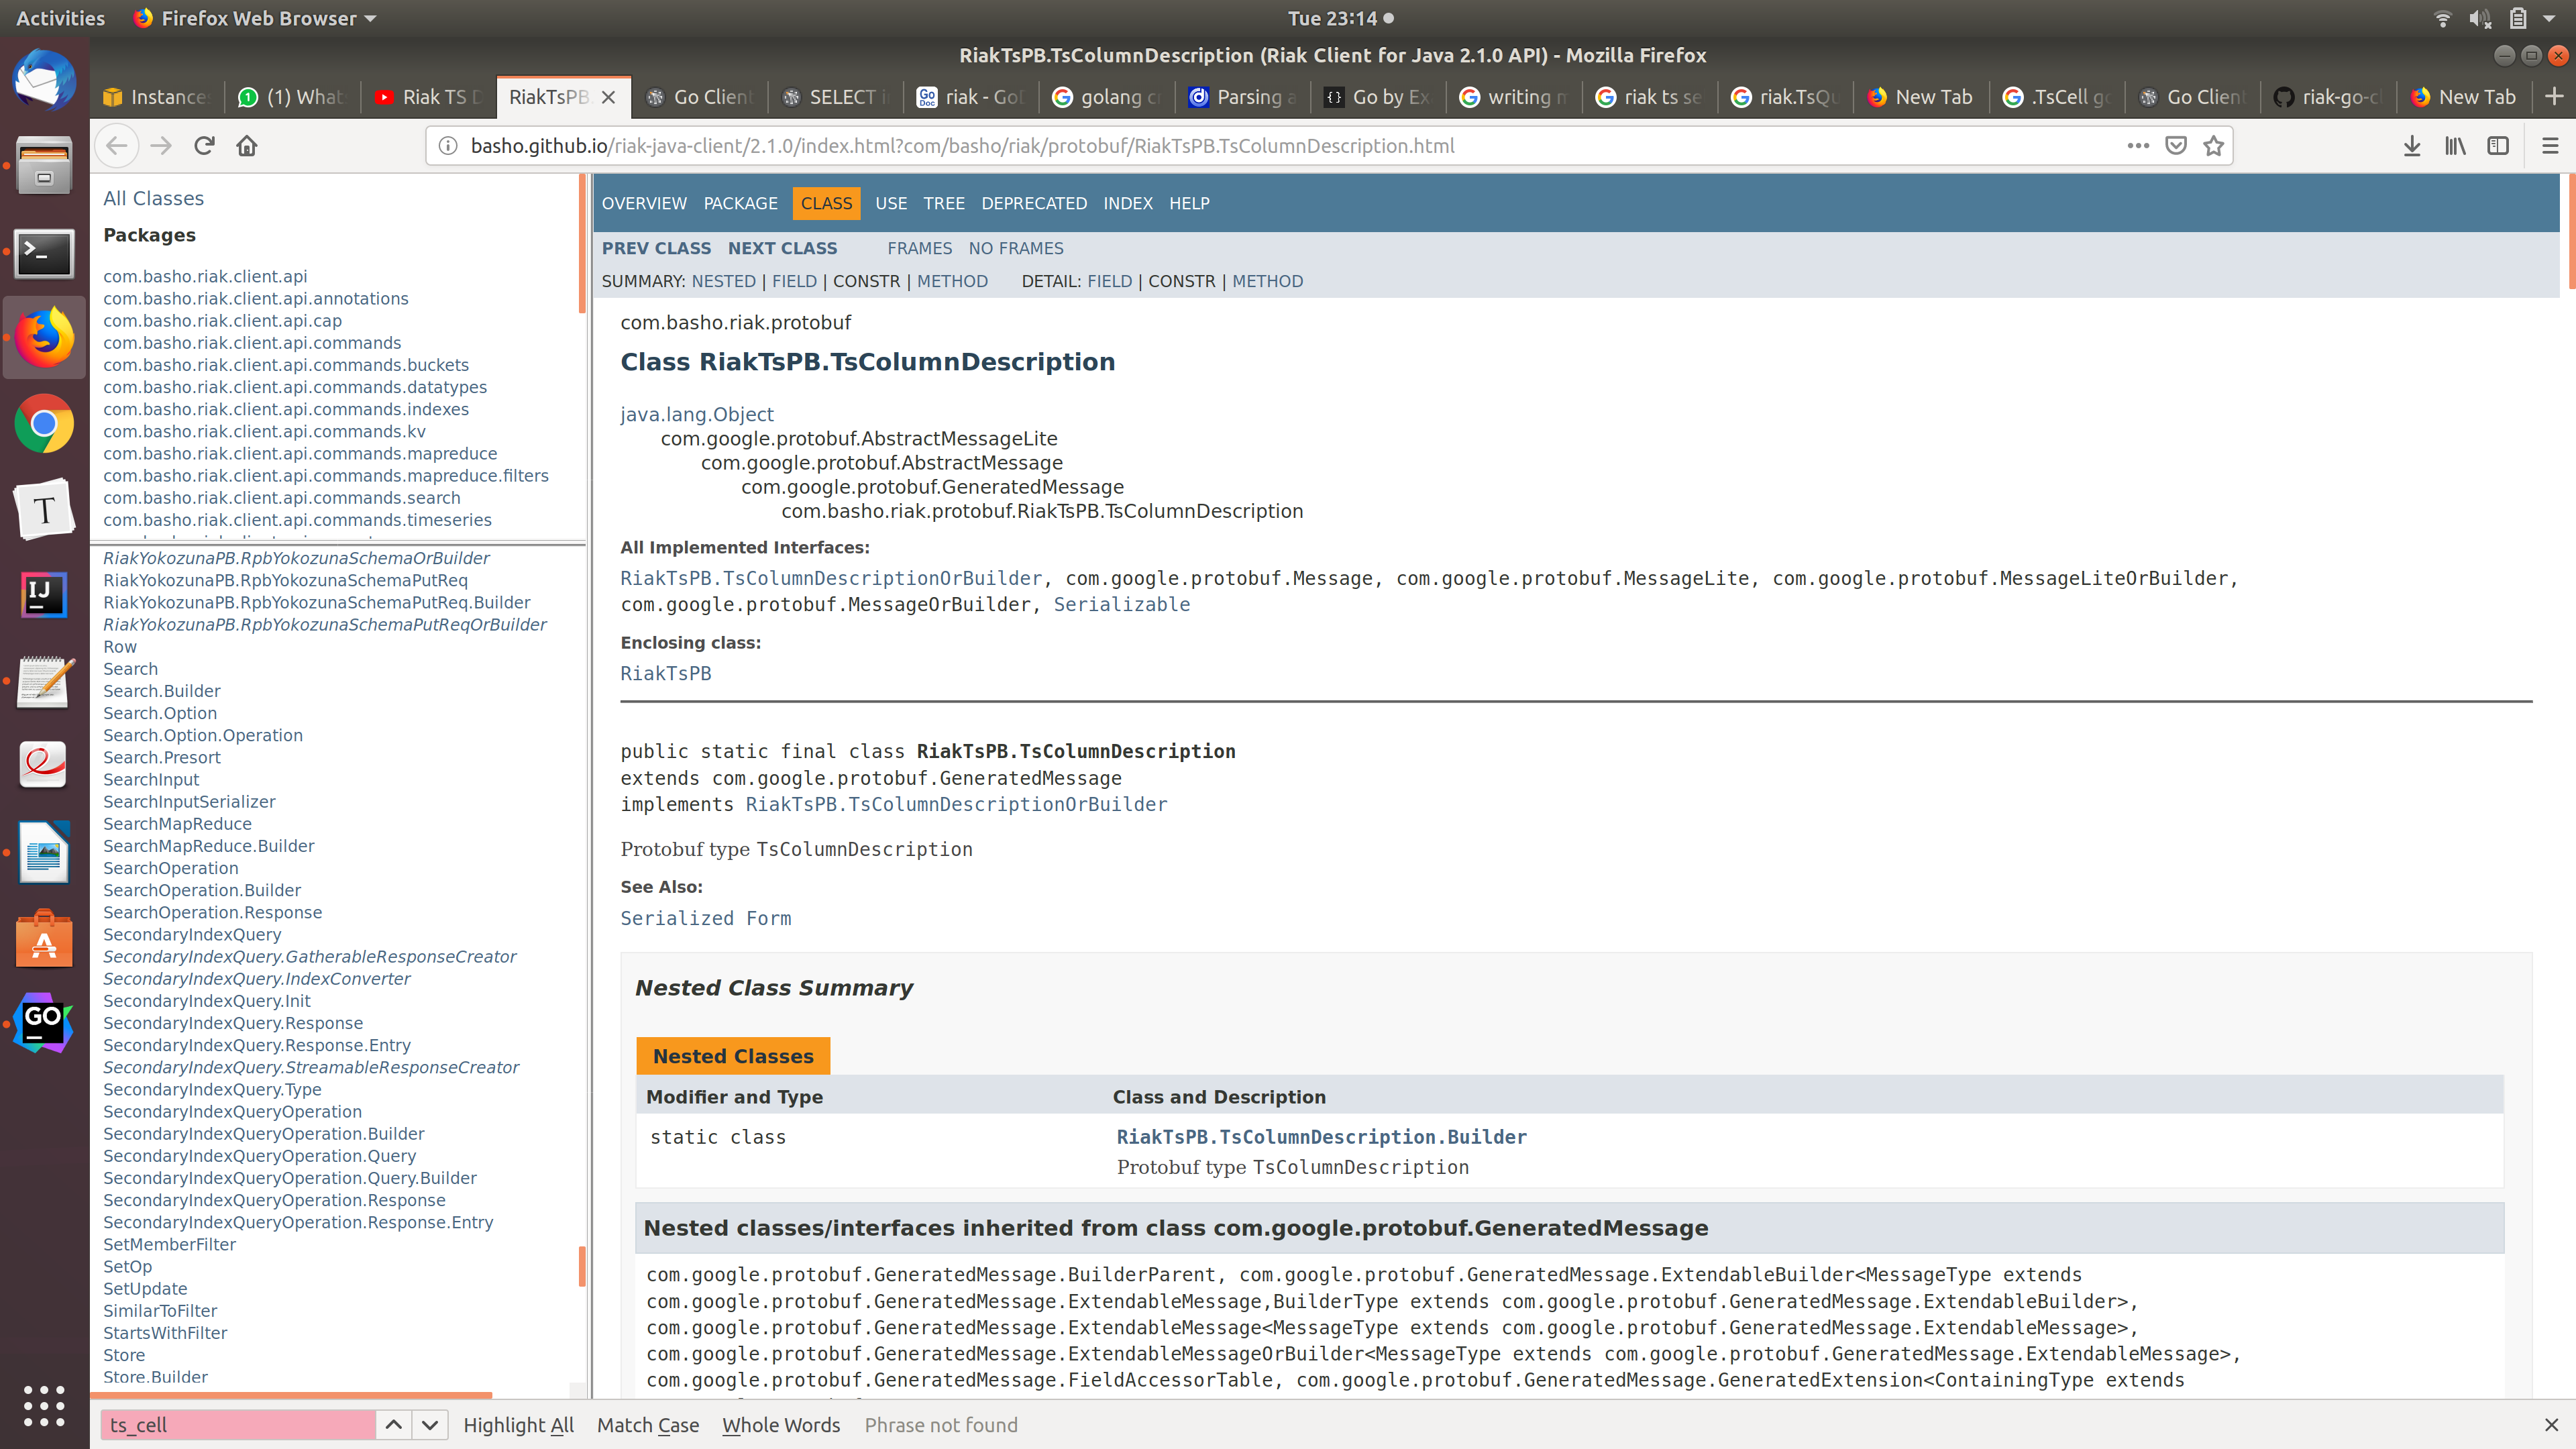 Activities Firefox Web Browser Tue 23:14
RiakTsPB.TsColumnDescription (Riak Client for Java 2.1.0 API) - Mozilla Firefox
Instances (1) What Riak TS D RiakTsPB. Go Client SELECT i riak - GoD golang c Parsing a Go by Ex writing m riak ts se riak.TsQu New Tab .TsCell go Go Client riak-go-cl New Tab
basho.github.io/riak-java-client/2.1.0/index.html?com/basho/riak/protobuf/RiakTsPB.TsColumnDescription.html
All Classes
Packages
com.basho.riak.client.api
com.basho.riak.client.api.annotations
com.basho.riak.client.api.cap
com.basho.riak.client.api.commands
com.basho.riak.client.api.commands.buckets
com.basho.riak.client.api.commands.datatypes
com.basho.riak.client.api.commands.indexes
com.basho.riak.client.api.commands.kv
com.basho.riak.client.api.commands.mapreduce
com.basho.riak.client.api.commands.mapreduce.filters
com.basho.riak.client.api.commands.search
com.basho.riak.client.api.commands.timeseries
RiakYokozunaPB.RpbYokozunaSchemaOrBuilder
RiakYokozunaPB.RpbYokozunaSchemaPutReq
RiakYokozunaPB.RpbYokozunaSchemaPutReq.Builder
RiakYokozunaPB.RpbYokozunaSchemaPutReqOrBuilder
Row
Search
Search.Builder
Search.Option
Search.Option.Operation
Search.Presort
SearchInput
SearchInputSerializer
SearchMapReduce
SearchMapReduce.Builder
SearchOperation
SearchOperation.Builder
SearchOperation.Response
SecondaryIndexQuery
SecondaryIndexQuery.GatherableResponseCreator
SecondaryIndexQuery.IndexConverter
SecondaryIndexQuery.Init
SecondaryIndexQuery.Response
SecondaryIndexQuery.Response.Entry
SecondaryIndexQuery.StreamableResponseCreator
SecondaryIndexQuery.Type
SecondaryIndexQueryOperation
SecondaryIndexQueryOperation.Builder
SecondaryIndexQueryOperation.Query
SecondaryIndexQueryOperation.Query.Builder
SecondaryIndexQueryOperation.Response
SecondaryIndexQueryOperation.Response.Entry
SetMemberFilter
SetOp
SetUpdate
SimilarToFilter
StartsWithFilter
Store
Store.Builder
OVERVIEW PACKAGE CLASS USE TREE DEPRECATED INDEX HELP
PREV CLASS NEXT CLASS FRAMES NO FRAMES
SUMMARY: NESTED | FIELD | CONSTR | METHOD DETAIL: FIELD | CONSTR | METHOD
com.basho.riak.protobuf
Class RiakTsPB.TsColumnDescription
java.lang.Object
com.google.protobuf.AbstractMessageLite
com.google.protobuf.AbstractMessage
com.google.protobuf.GeneratedMessage
com.basho.riak.protobuf.RiakTsPB.TsColumnDescription
All Implemented Interfaces:
RiakTsPB.TsColumnDescriptionOrBuilder, com.google.protobuf.Message, com.google.protobuf.MessageLite, com.google.protobuf.MessageLiteOrBuilder,
com.google.protobuf.MessageOrBuilder, Serializable
Enclosing class:
RiakTsPB
public static final class RiakTsPB.TsColumnDescription
extends com.google.protobuf.GeneratedMessage
implements RiakTsPB.TsColumnDescriptionOrBuilder
Protobuf type TsColumnDescription
See Also:
Serialized Form
Nested Class Summary
Nested Classes
Modifier and Type Class and Description
static class RiakTsPB.TsColumnDescription.Builder
Protobuf type TsColumnDescription
Nested classes/interfaces inherited from class com.google.protobuf.GeneratedMessage
com.google.protobuf.GeneratedMessage.BuilderParent, com.google.protobuf.GeneratedMessage.ExtendableBuilder<MessageType extends
com.google.protobuf.GeneratedMessage.ExtendableMessage,BuilderType extends com.google.protobuf.GeneratedMessage.ExtendableBuilder>,
com.google.protobuf.GeneratedMessage.ExtendableMessage<MessageType extends com.google.protobuf.GeneratedMessage.ExtendableMessage>,
com.google.protobuf.GeneratedMessage.ExtendableMessageOrBuilder<MessageType extends com.google.protobuf.GeneratedMessage.ExtendableMessage>,
com.google.protobuf.GeneratedMessage.FieldAccessorTable, com.google.protobuf.GeneratedMessage.GeneratedExtension<ContainingType extends
ts_cell Highlight All Match Case Whole Words Phrase not found